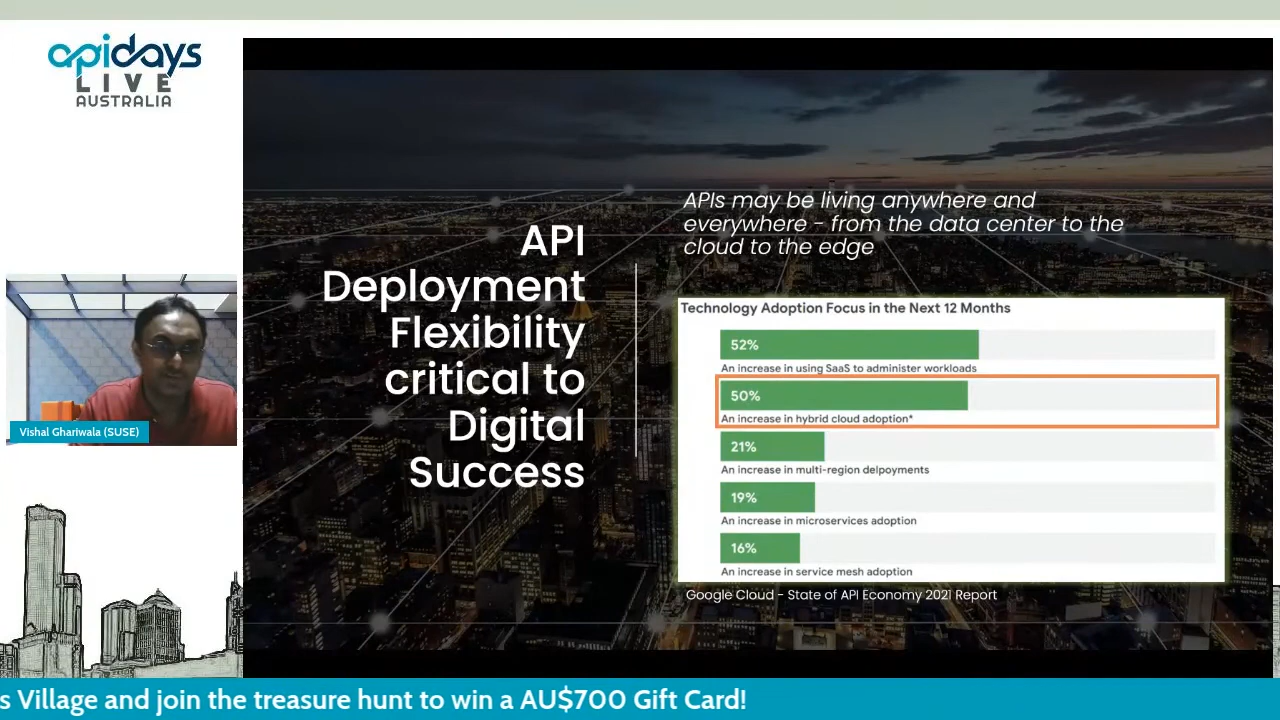 apidays
LIVE
AUSTRALIA
Vishal Ghariwala (SUSE)
API
Deployment
Flexibility
critical to
Digital
Success
APIs may be living anywhere and
everywhere - from the data center to the
cloud to the edge
Technology Adoption Focus in the Next 12 Months
52%
An increase in using SaaS to administer workloads
50%
An increase in hybrid cloud adoption*
21%
An increase in multi-region delpoyments
19%
An increase in microservices adoption
16%
An increase in service mesh adoption
Google Cloud - State of API Economy 2021 Report
s Village and join the treasure hunt to win a AU$700 Gift Card!